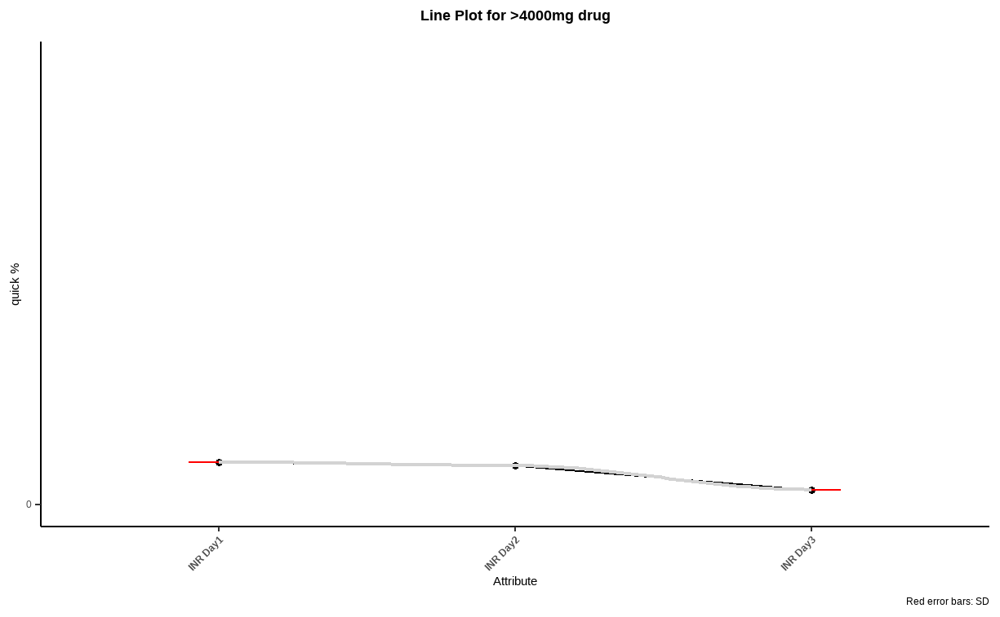 Line Plot for >4000mg drug
quick %
0
INR Day1
INR Day2
INR Day3
Attribute
Red error bars: SD